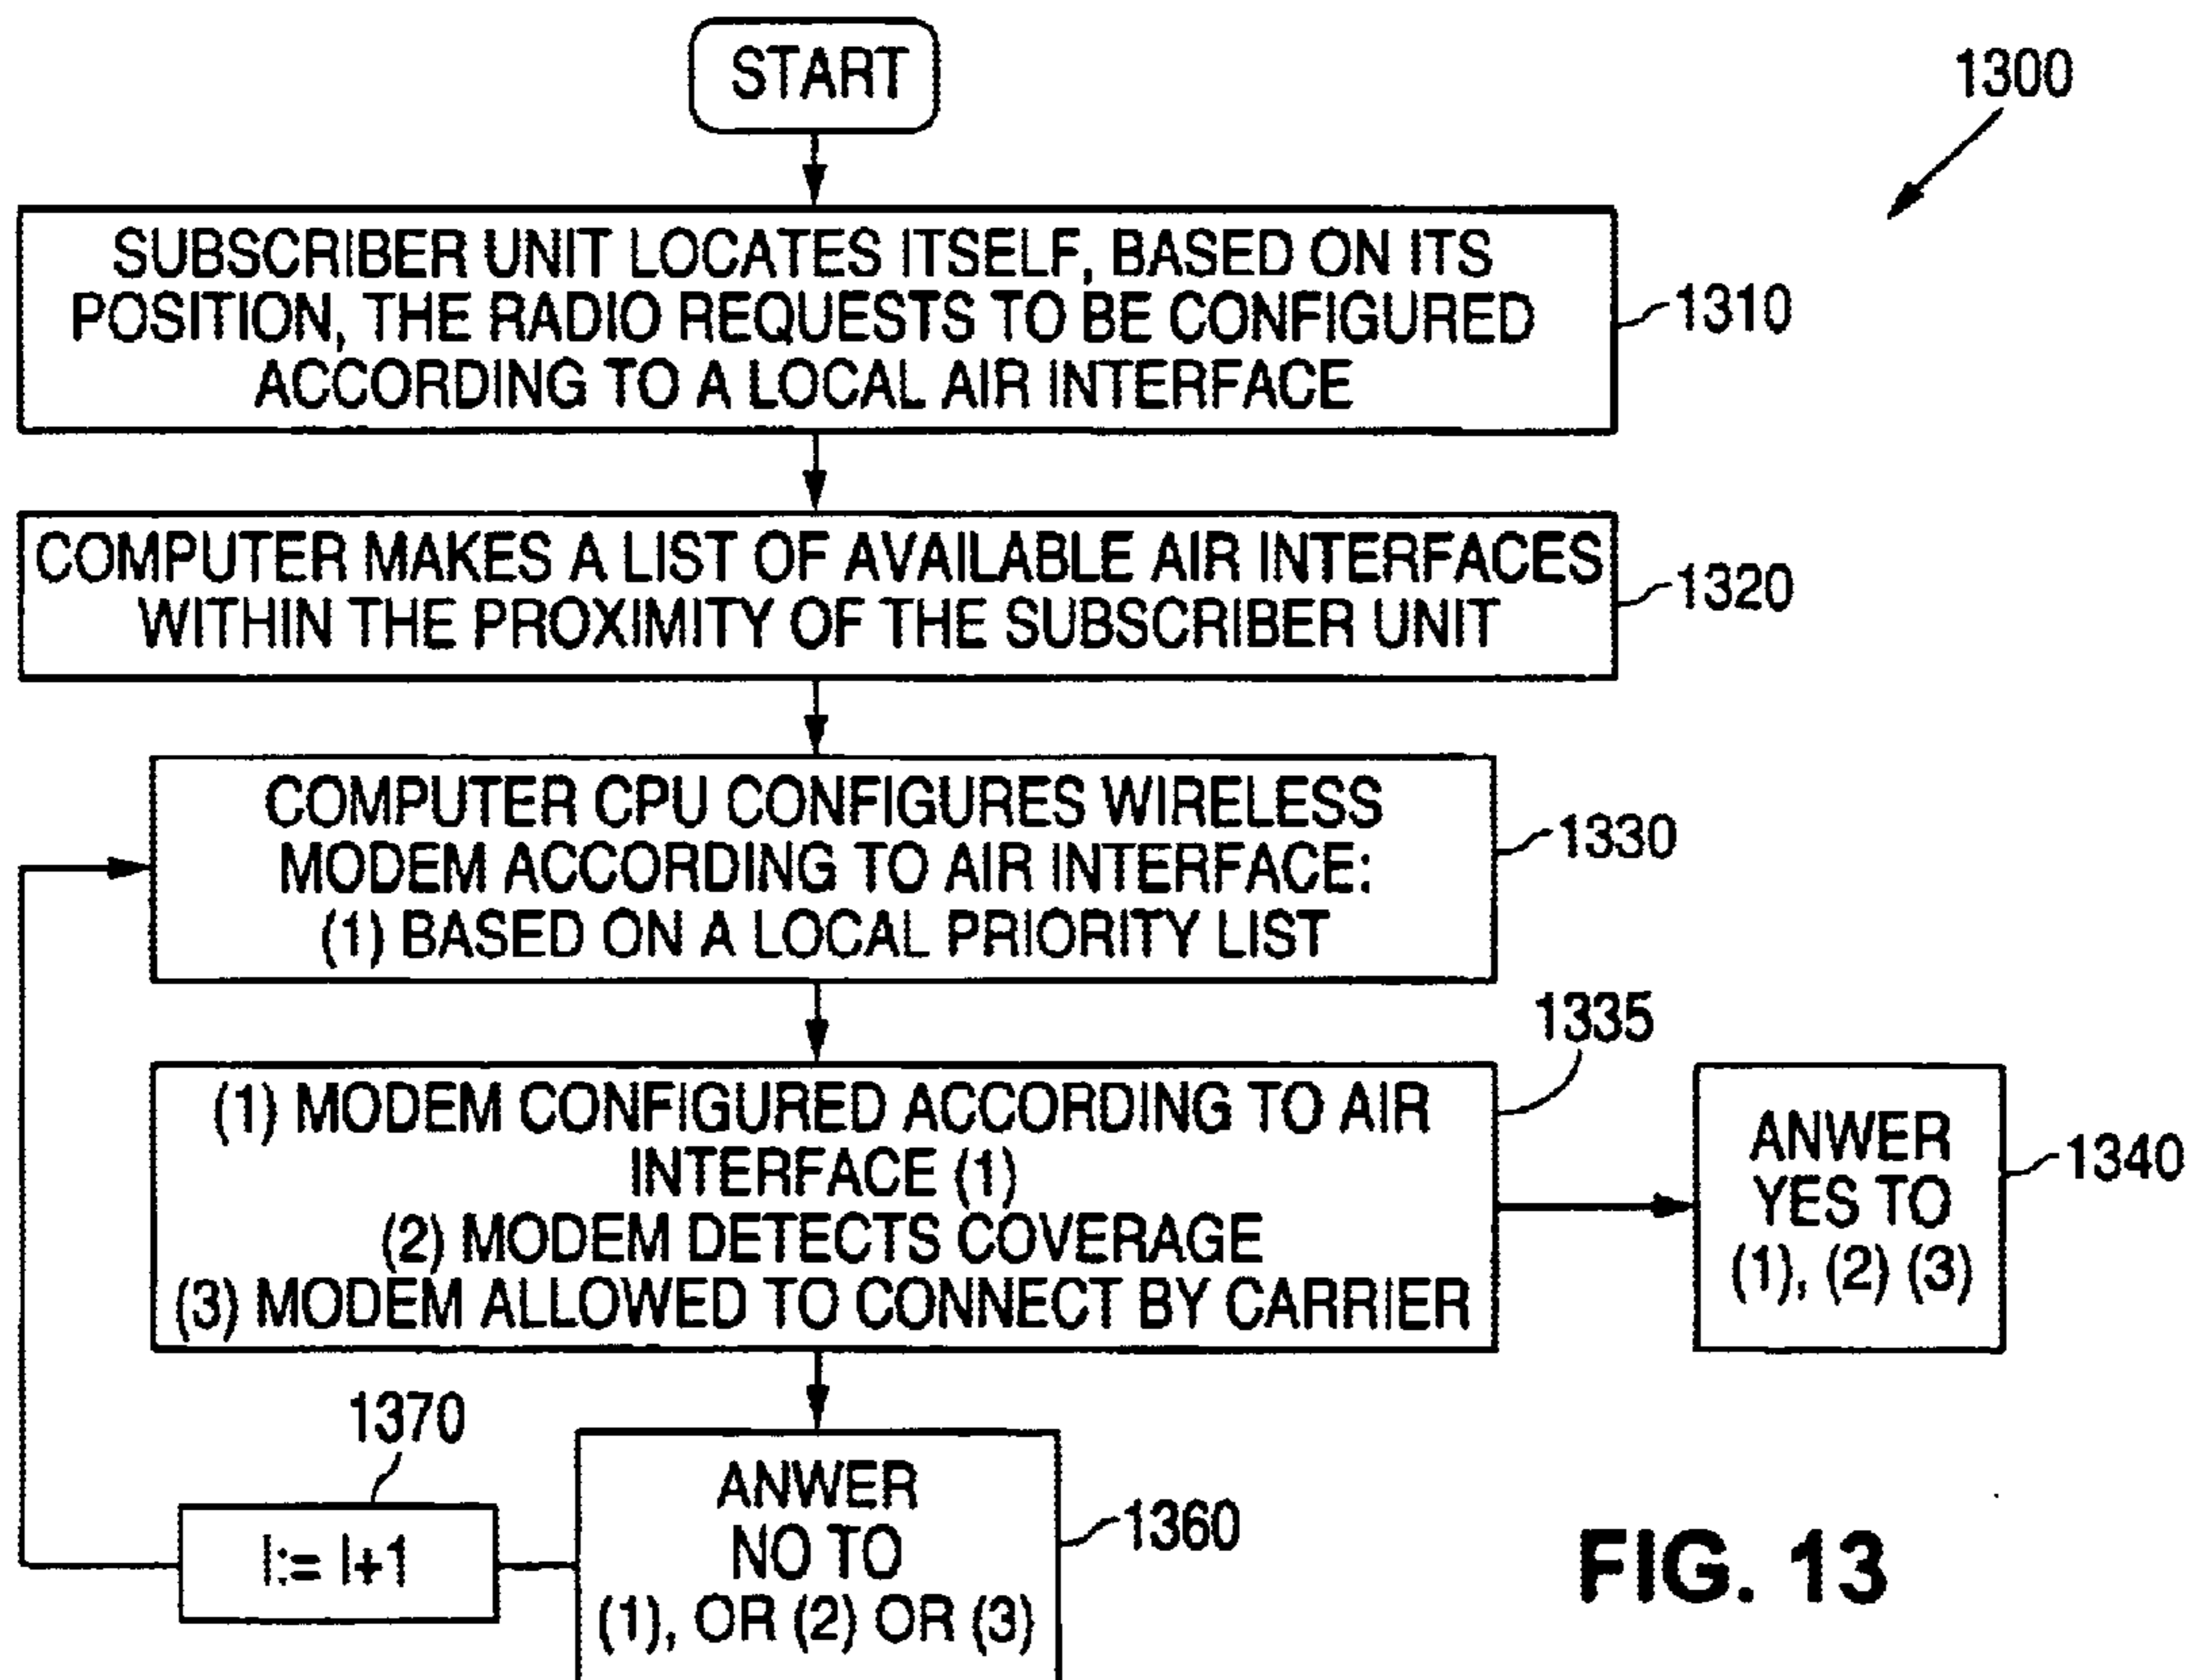 START
1300
SUBSCRIBER UNIT LOCATES ITSELF, BASED ON ITS
POSITION, THE RADIO REQUESTS TO BE CONFIGURED
ACCORDING TO A LOCAL AIR INTERFACE
1310
COMPUTER MAKES A LIST OF AVAILABLE AIR INTERFACES
WITHIN THE PROXIMITY OF THE SUBSCRIBER UNIT
1320
COMPUTER CPU CONFIGURES WIRELESS
MODEM ACCORDING TO AIR INTERFACE:
(1) BASED ON A LOCAL PRIORITY LIST
1330
1335
(1) MODEM CONFIGURED ACCORDING TO AIR
INTERFACE (1)
(2) MODEM DETECTS COVERAGE
(3) MODEM ALLOWED TO CONNECT BY CARRIER
ANWER
YES TO
(1), (2) (3)
1340
1370
I:= I+1
ANWER
NO TO
(1), OR (2) OR (3)
1360
FIG. 13